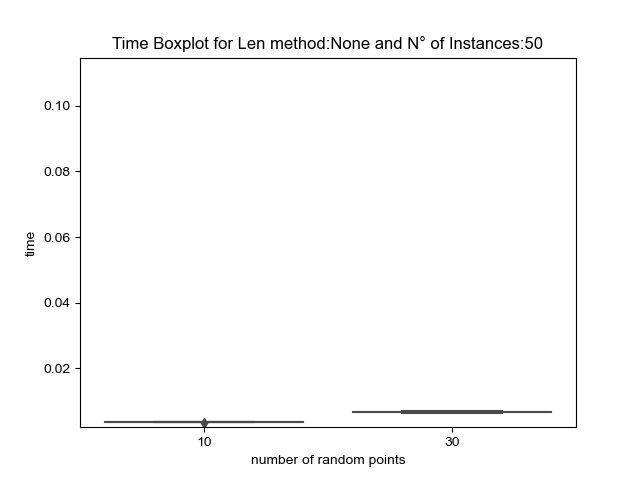 Time Boxplot for Len method:None and N° of Instances:50
0.10
0.08
0.06
0.04
0.02
time
10
30
number of random points